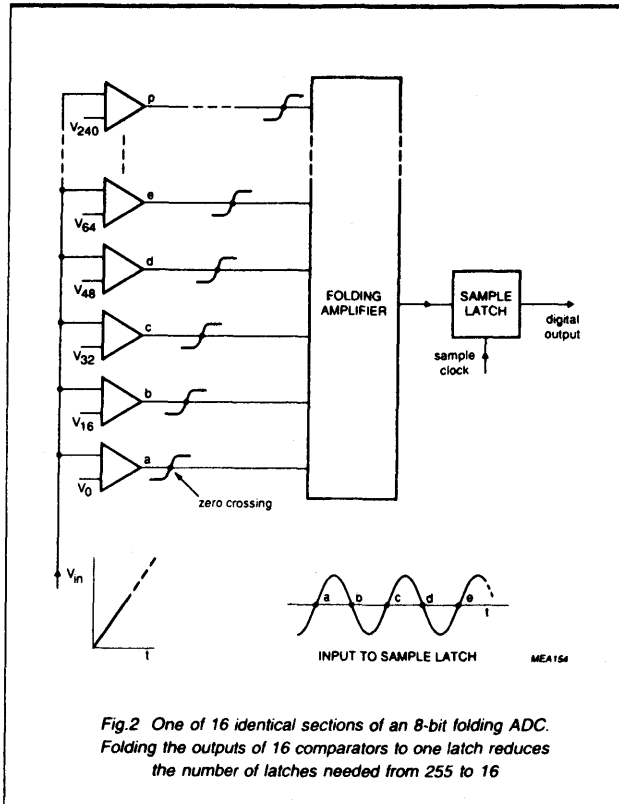 p
V240
e
V64
d
V48
c
V32
b
V16
a
V0
zero crossing
FOLDING
AMPLIFIER
SAMPLE
LATCH
digital
output
sample
clock
Vin
t
a b c d e
t
INPUT TO SAMPLE LATCH
MEA154
Fig.2 One of 16 identical sections of an 8-bit folding ADC.
Folding the outputs of 16 comparators to one latch reduces
the number of latches needed from 255 to 16